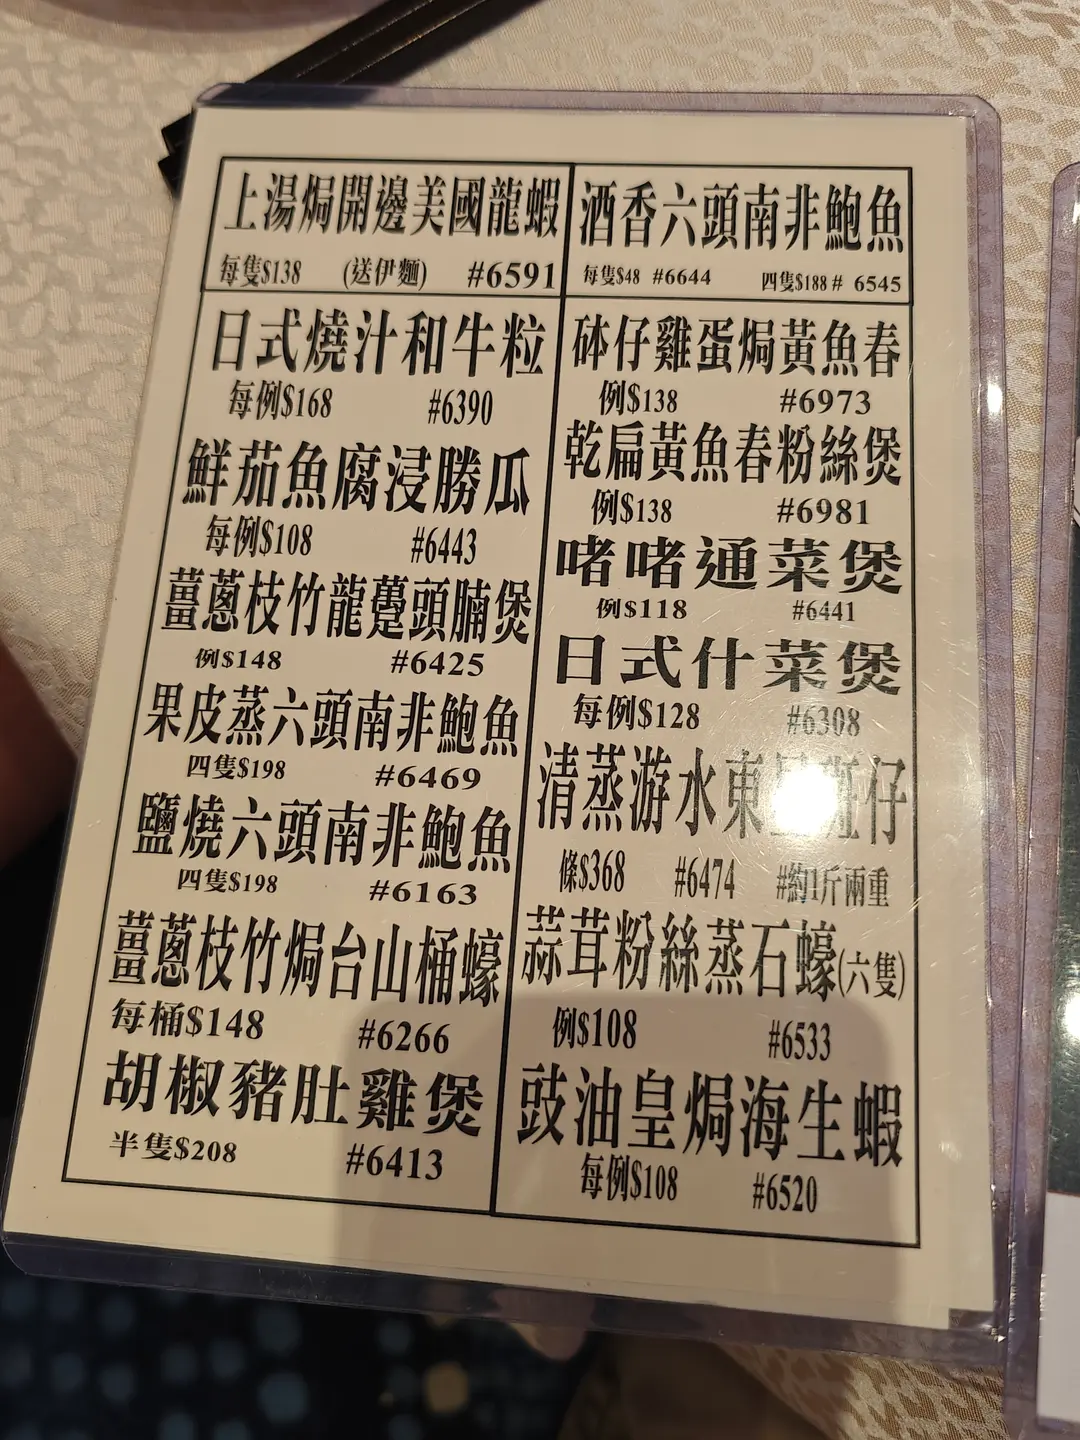 上湯焗開邊美國龍蝦
每隻$138 (送伊麵) #6591
日式燒汁和牛粒
每例$168 #6390
鮮茄魚腐浸勝瓜
每例$108 #6443
薑蔥枝竹龍躉頭腩煲
例$148 #6425
果皮蒸六頭南非鮑魚
四隻$198 #6469
鹽燒六頭南非鮑魚
四隻$198 #6163
薑蔥枝竹焗台山桶蠔
每桶$148 #6266
胡椒豬肚雞煲
半隻$208 #6413
酒香六頭南非鮑魚
每隻$48 #6644 四隻$188 # 6545
砵仔雞蛋焗黃魚春
例$138 #6973
乾扁黃魚春粉絲煲
例$138 #6981
啫啫通菜煲
例$118 #6441
日式什菜煲
每例$128 #6308
清蒸游水東星斑仔
條$368 #6474 #約1斤兩重
蒜茸粉絲蒸石蠔(六隻)
例$108 #6533
豉油皇焗海生蝦
每例$108 #6520